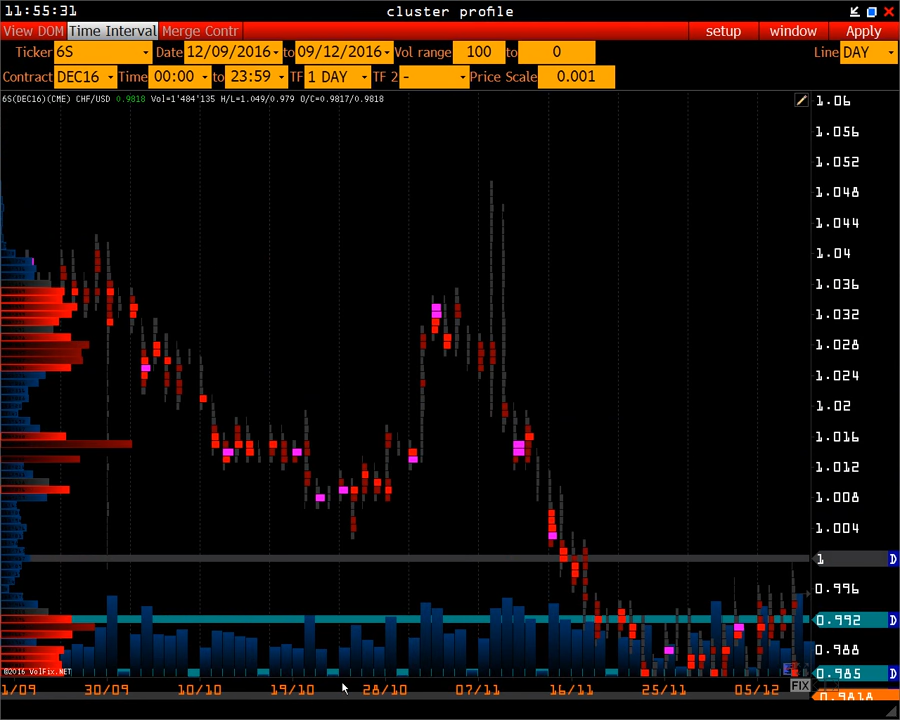 11:55:31 cluster profile
View DOM Time Interval Merge Contr setup window Apply
Ticker 6S Date 12/09/2016 to 09/12/2016 Vol range 100 to 0 Line DAY
Contract DEC16 Time 00:00 to 23:59 TF 1 DAY TF 2 - Price Scale 0.001
6S(DEC16)(CME) CHF/USD 0.9818 Vol=1'484'135 H/L=1.049/0.979 O/C=0.9817/0.9818
1.06
1.056
1.052
1.048
1.044
1.04
1.036
1.032
1.028
1.024
1.02
1.016
1.012
1.008
1.004
1 D
0.996
0.992 D
0.988
©2016 VolFix.NET
0.985 D
1/09 30/09 10/10 19/10 28/10 07/11 16/11 25/11 05/12 FIX
0.9818